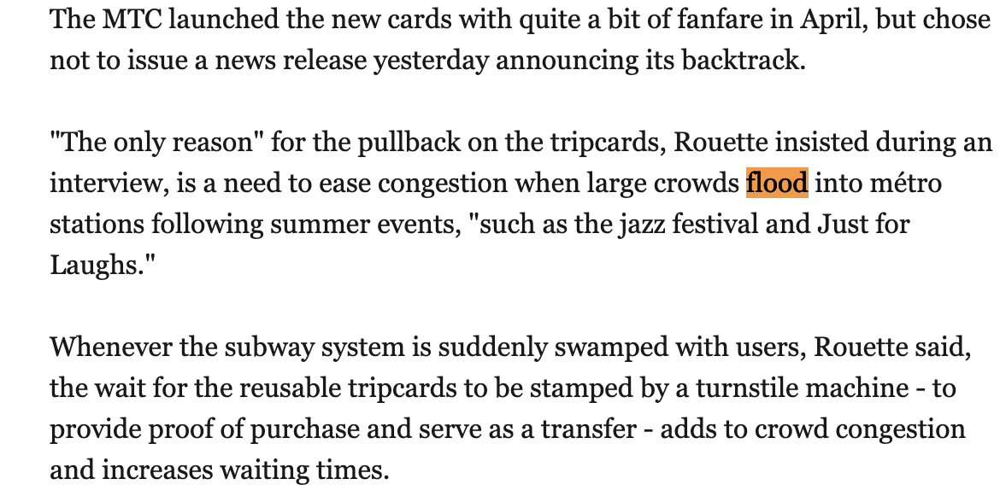 The MTC launched the new cards with quite a bit of fanfare in April, but chose
not to issue a news release yesterday announcing its backtrack.
"The only reason" for the pullback on the tripcards, Rouette insisted during an
interview, is a need to ease congestion when large crowds flood into métro
stations following summer events, "such as the jazz festival and Just for
Laughs."
Whenever the subway system is suddenly swamped with users, Rouette said,
the wait for the reusable tripcards to be stamped by a turnstile machine - to
provide proof of purchase and serve as a transfer - adds to crowd congestion
and increases waiting times.